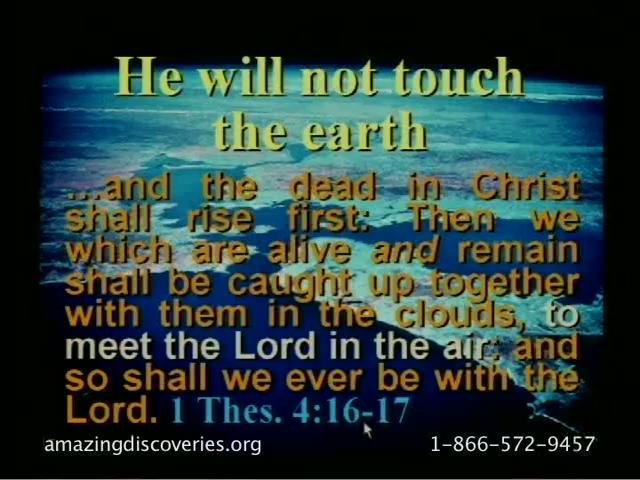 He will not touch
the earth
...and the dead in Christ
shall rise first: Then we
which are alive and remain
shall be caught up together
with them in the clouds, to
meet the Lord in the air: and
so shall we ever be with the
Lord. 1 Thes. 4:16-17
amazingdiscoveries.org 1-866-572-9457